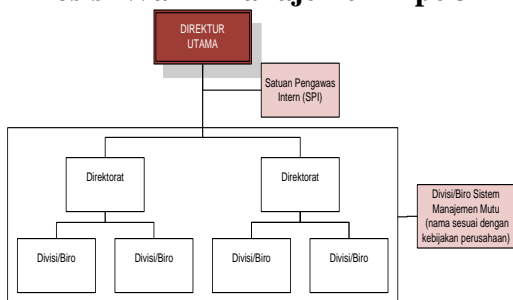 DIREKTUR
UTAMA
Satuan Pengawas
Intern (SPI)
Direktorat
Direktorat
Divisi/Biro Sistem
Manajemen Mutu
(nama sesuai dengan
kebijakan perusahaan)
Divisi/Biro
Divisi/Biro
Divisi/Biro
Divisi/Biro